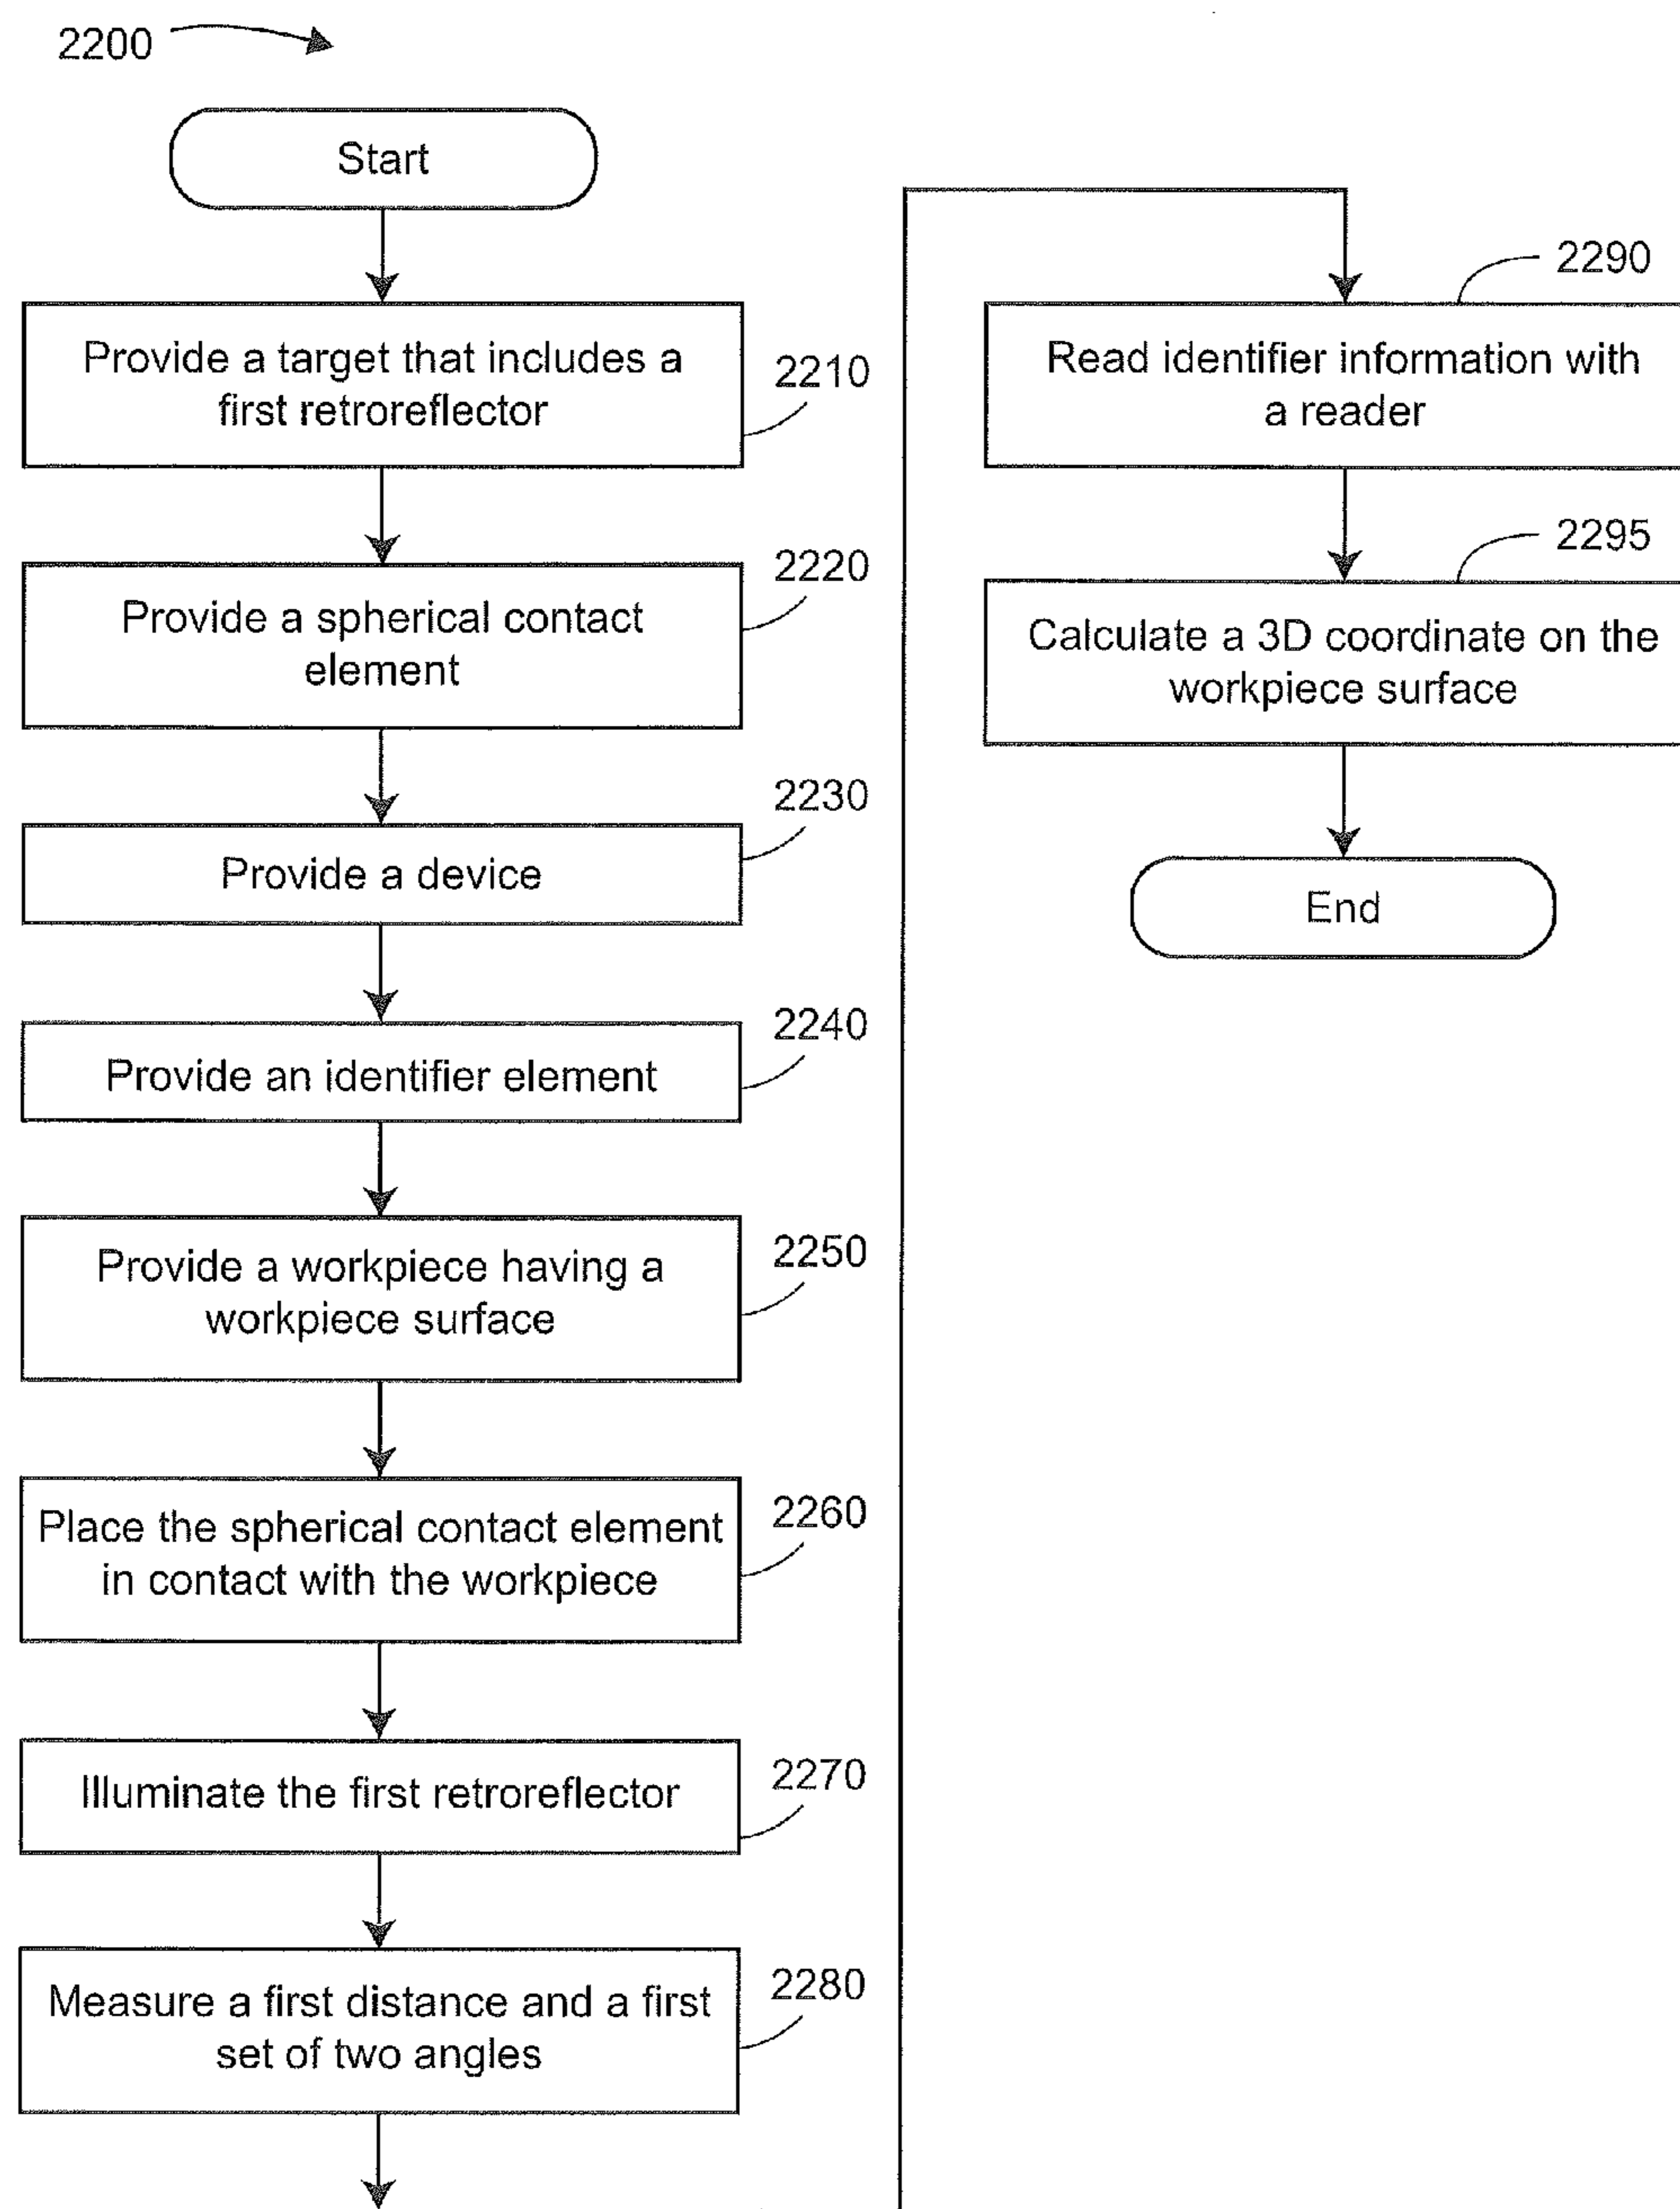 2200
Start
Provide a target that includes a
first retroreflector
2210
Provide a spherical contact
element
2220
Provide a device
2230
Provide an identifier element
2240
Provide a workpiece having a
workpiece surface
2250
Place the spherical contact element
in contact with the workpiece
2260
Illuminate the first retroreflector
2270
Measure a first distance and a first
set of two angles
2280
Read identifier information with
a reader
2290
Calculate a 3D coordinate on the
workpiece surface
2295
End